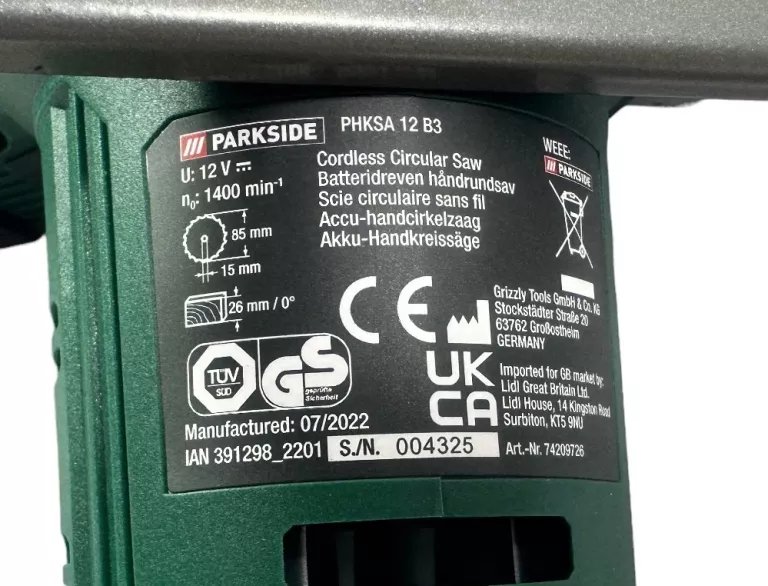 PARKSIDE
PHKSA 12 B3
U: 12 V ⎓
n₀: 1400 min⁻¹
85 mm
15 mm
26 mm / 0°
Cordless Circular Saw
Batteridreven håndrundsav
Scie circulaire sans fil
Accu-handcirkelzaag
Akku-Handkreissäge
WEEE:
PARKSIDE
CE
Grizzly Tools GmbH & Co. KG
Stockstädter Straße 20
63762 Großostheim
GERMANY
UK
CA
Imported for GB market by:
Lidl Great Britain Ltd.
Lidl House, 14 Kingston Road
Surbiton, KT5 9NU
TÜV
SÜD
GS
geprüfte
Sicherheit
Manufactured: 07/2022
IAN 391298_2201
S./N. 004325
Art.-Nr. 74209726